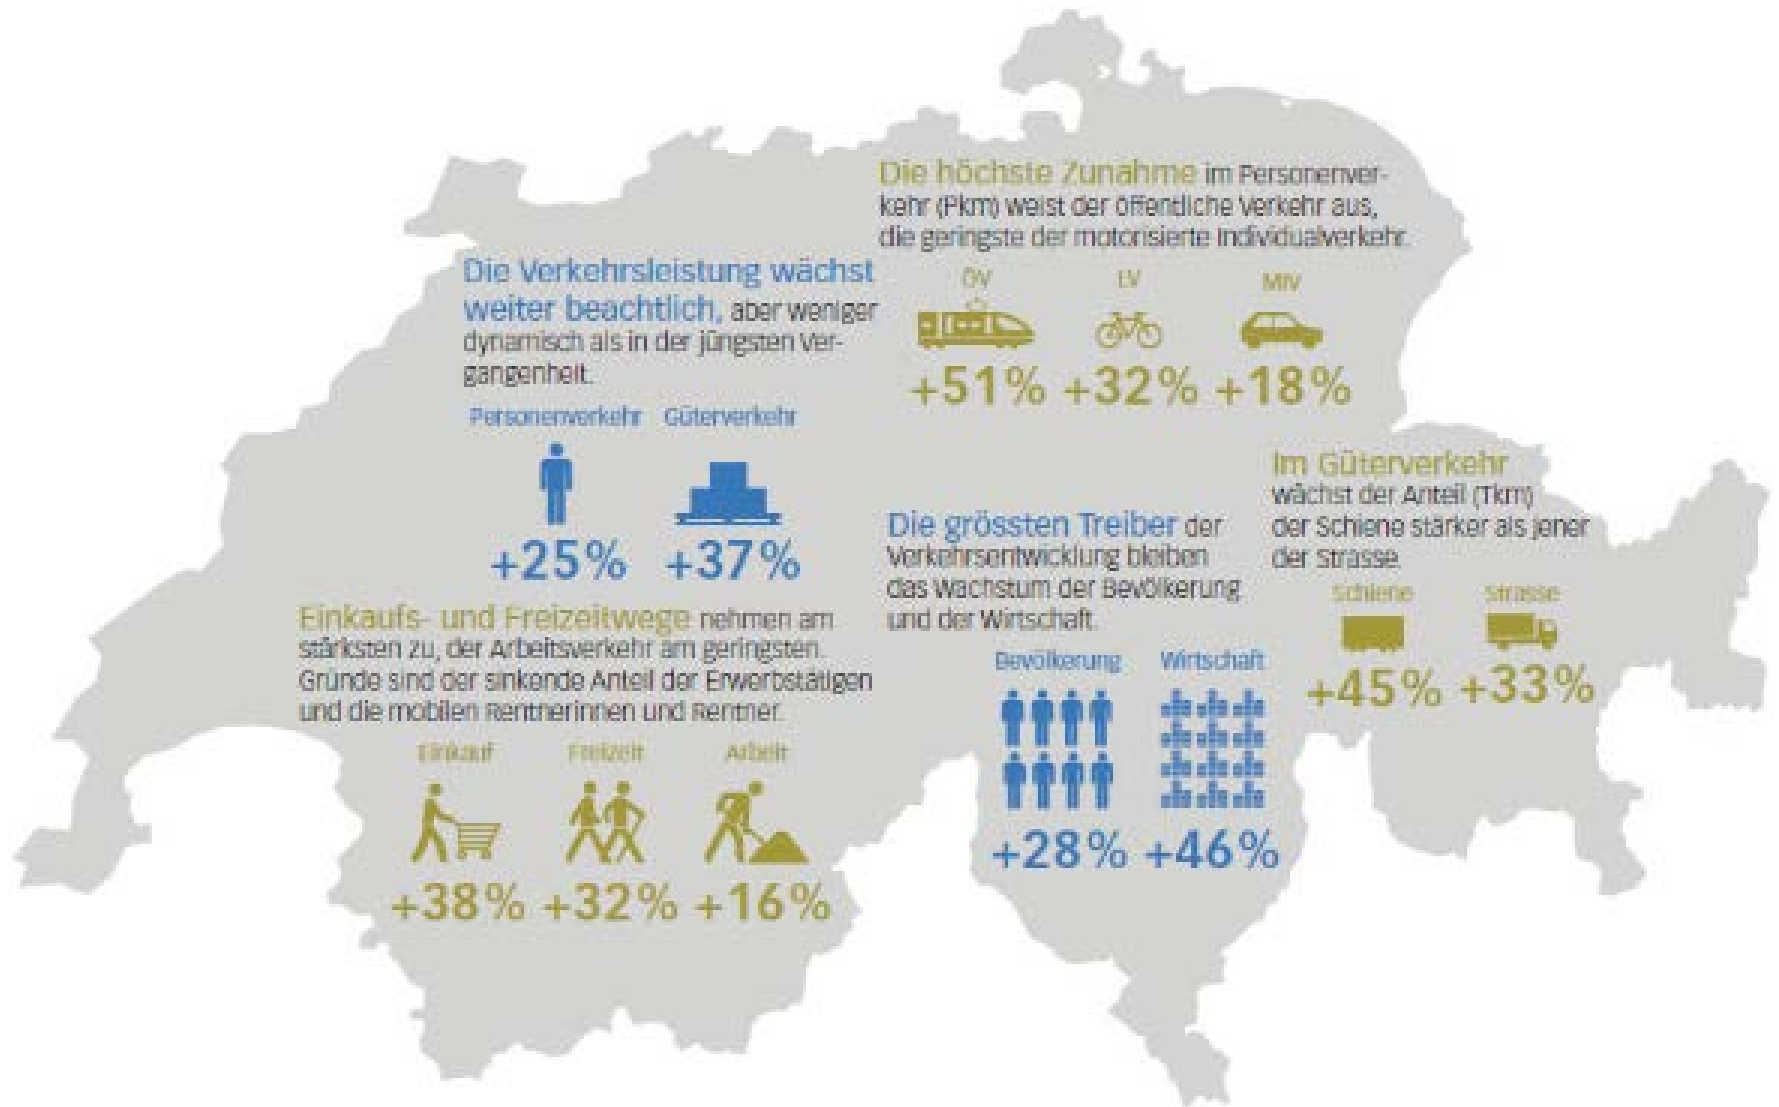 Die höchste Zunahme im Personenver-
kehr (Pkm) weist der öffentliche Verkehr aus,
die geringste der motorisierte Individualverkehr.
ÖV LV MIV
+51% +32% +18%
Die Verkehrsleistung wächst
weiter beachtlich, aber weniger
dynamisch als in der jüngsten Ver-
gangenheit.
Personenverkehr Güterverkehr
+25% +37%
Im Güterverkehr
wächst der Anteil (Tkm)
der Schiene stärker als jener
der Strasse.
Schiene Strasse
+45% +33%
Die grössten Treiber der
Verkehrsentwicklung bleiben
das Wachstum der Bevölkerung
und der Wirtschaft.
Bevölkerung Wirtschaft
+28% +46%
Einkaufs- und Freizeitwege nehmen am
stärksten zu, der Arbeitsverkehr am geringsten.
Gründe sind der sinkende Anteil der Erwerbstätigen
und die mobilen Rentnerinnen und Rentner.
Einkauf Freizeit Arbeit
+38% +32% +16%